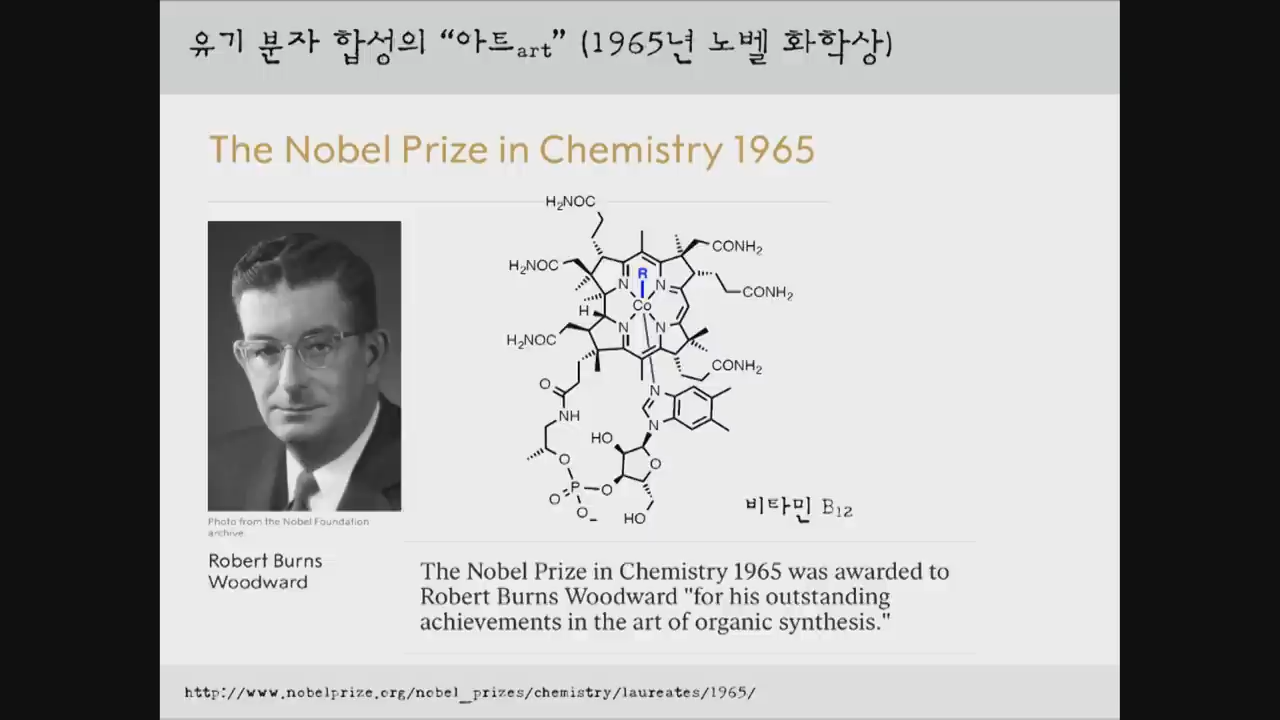 유기 분자 합성의 “아트art” (1965년 노벨 화학상)
The Nobel Prize in Chemistry 1965
H₂NOC
H₂NOC
CONH₂
R
N
N
CONH₂
Co
H
H₂NOC
N
N
CONH₂
O
N
NH
N
HO
O
O
P
O
O
O−
HO
비타민 B₁₂
Photo from the Nobel Foundation
archive.
Robert Burns
Woodward
The Nobel Prize in Chemistry 1965 was awarded to
Robert Burns Woodward "for his outstanding
achievements in the art of organic synthesis."
http://www.nobelprize.org/nobel_prizes/chemistry/laureates/1965/